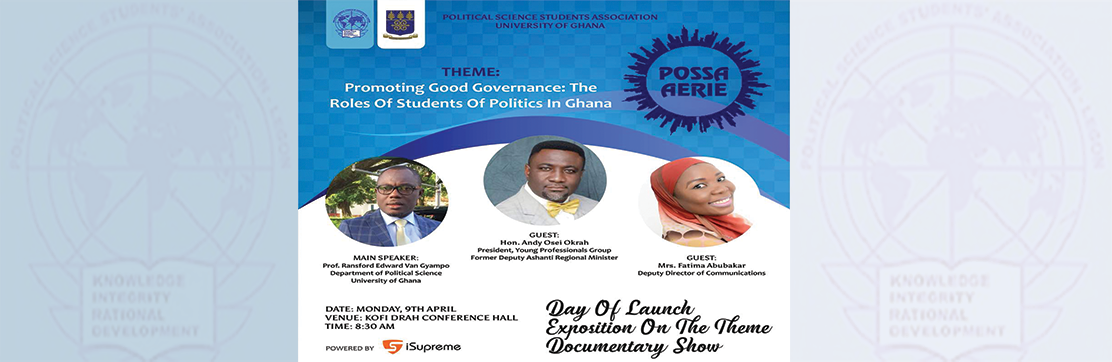 POLITICAL SCIENCE STUDENTS ASSOCIATION
UNIVERSITY OF GHANA
THEME:
Promoting Good Governance: The
Roles Of Students Of Politics In Ghana
POSSA
AERIE
MAIN SPEAKER:
Prof. Ransford Edward Van Gyampo
Department of Political Science
University of Ghana
GUEST:
Hon. Andy Osei Okrah
President, Young Professionals Group
Former Deputy Ashanti Regional Minister
GUEST:
Mrs. Fatima Abubakar
Deputy Director of Communications
DATE: MONDAY, 9TH APRIL
VENUE: KOFI DRAH CONFERENCE HALL
TIME: 8:30 AM
POWERED BY iSupreme
Day Of Launch
Exposition On The Theme
Documentary Show
KNOWLEDGE
INTEGRITY
NATIONAL
DEVELOPMENT
KNOWLEDGE
INTEGRITY
NATIONAL
DEVELOPMENT